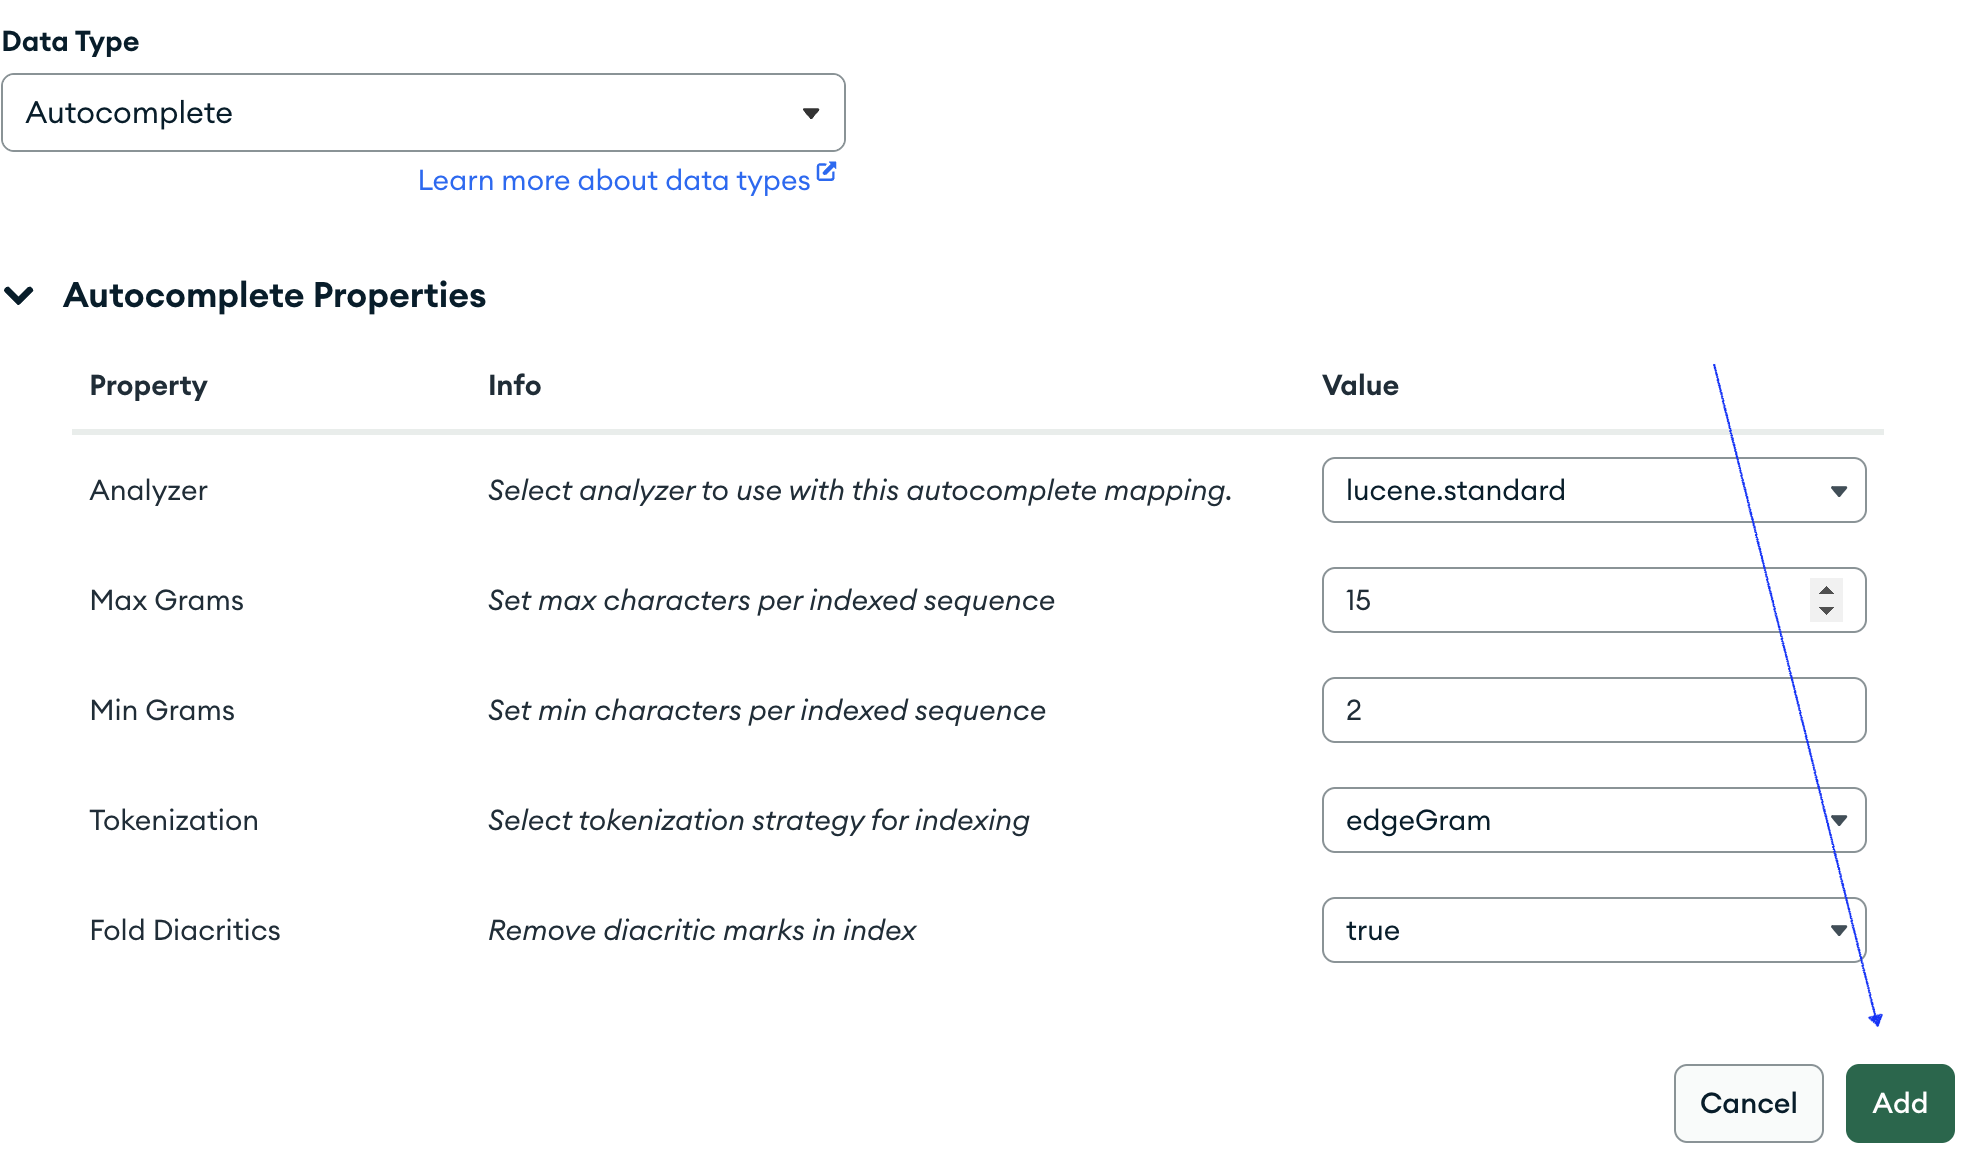 Data Type
Autocomplete
Learn more about data types
Autocomplete Properties
Property Info Value
Analyzer Select analyzer to use with this autocomplete mapping. lucene.standard
Max Grams Set max characters per indexed sequence 15
Min Grams Set min characters per indexed sequence 2
Tokenization Select tokenization strategy for indexing edgeGram
Fold Diacritics Remove diacritic marks in index true
Cancel Add